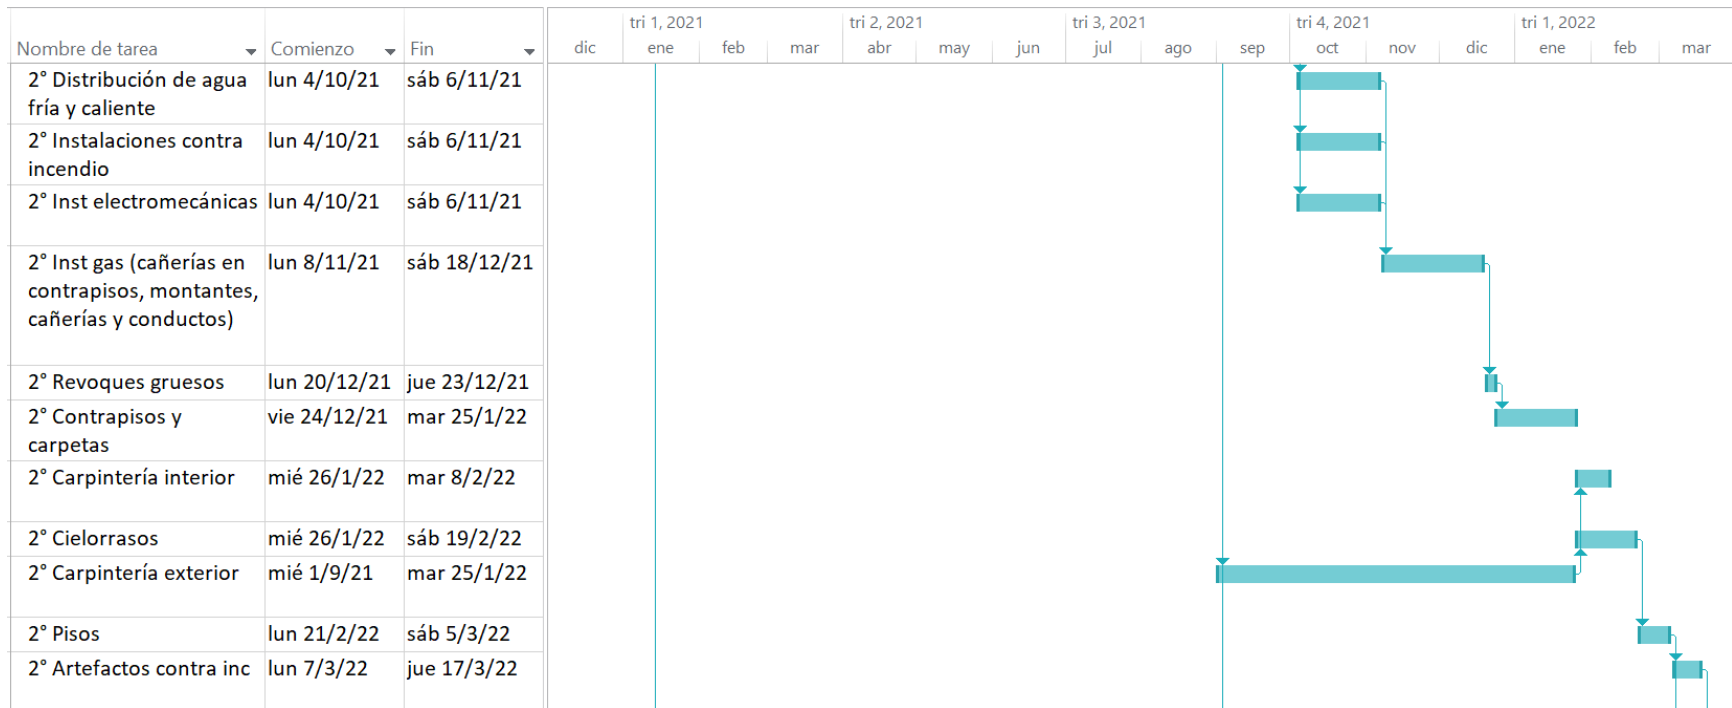 tri 1, 2021 tri 2, 2021 tri 3, 2021 tri 4, 2021 tri 1, 2022
Nombre de tarea Comienzo Fin dic ene feb mar abr may jun jul ago sep oct nov dic ene feb mar
2° Distribución de agua lun 4/10/21 sáb 6/11/21
fría y caliente
2° Instalaciones contra lun 4/10/21 sáb 6/11/21
incendio
2° Inst electromecánicas lun 4/10/21 sáb 6/11/21
2° Inst gas (cañerías en lun 8/11/21 sáb 18/12/21
contrapisos, montantes,
cañerías y conductos)
2° Revoques gruesos lun 20/12/21 jue 23/12/21
2° Contrapisos y vie 24/12/21 mar 25/1/22
carpetas
2° Carpintería interior mié 26/1/22 mar 8/2/22
2° Cielorrasos mié 26/1/22 sáb 19/2/22
2° Carpintería exterior mié 1/9/21 mar 25/1/22
2° Pisos lun 21/2/22 sáb 5/3/22
2° Artefactos contra inc lun 7/3/22 jue 17/3/22